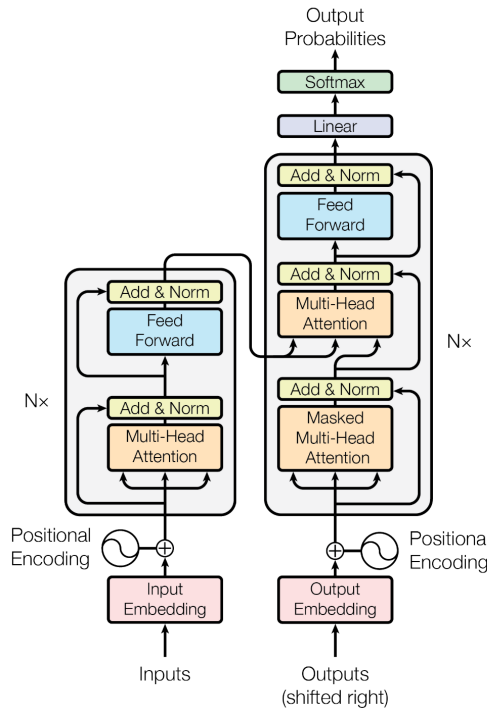 Output
Probabilities
Softmax
Linear
Add & Norm
Feed
Forward
Add & Norm
Multi-Head
Attention
Add & Norm
Masked
Multi-Head
Attention
Nx
Add & Norm
Feed
Forward
Add & Norm
Multi-Head
Attention
Nx
Positional
Encoding
Positiona
Encoding
Input
Embedding
Output
Embedding
Inputs
Outputs
(shifted right)